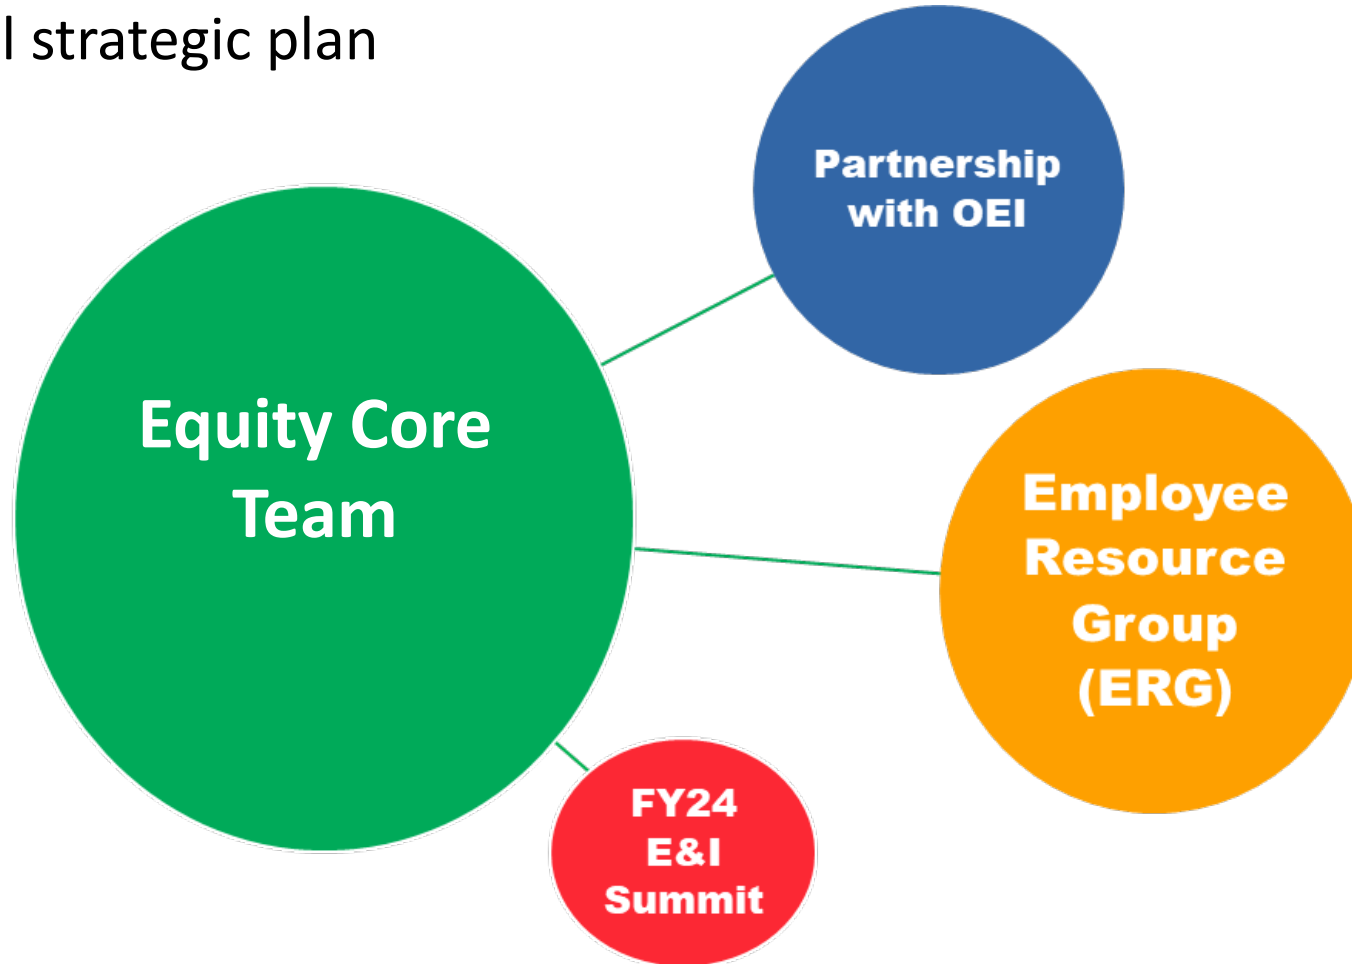 l strategic plan
Partnership
with OEI
Equity Core
Team
Employee
Resource
Group
(ERG)
FY24
E&I
Summit